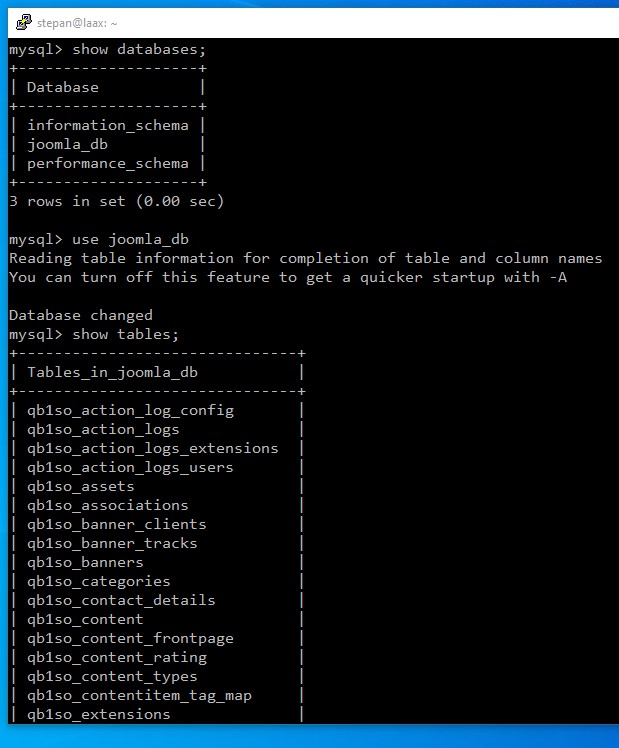 stepan@laax: ~
mysql> show databases;
+--------------------+
| Database           |
+--------------------+
| information_schema |
| joomla_db          |
| performance_schema |
+--------------------+
3 rows in set (0.00 sec)
mysql> use joomla_db
Reading table information for completion of table and column names
You can turn off this feature to get a quicker startup with -A
Database changed
mysql> show tables;
+-------------------------------+
| Tables_in_joomla_db           |
+-------------------------------+
| qb1so_action_log_config       |
| qb1so_action_logs             |
| qb1so_action_logs_extensions  |
| qb1so_action_logs_users       |
| qb1so_assets                  |
| qb1so_associations            |
| qb1so_banner_clients          |
| qb1so_banner_tracks           |
| qb1so_banners                 |
| qb1so_categories              |
| qb1so_contact_details         |
| qb1so_content                 |
| qb1so_content_frontpage       |
| qb1so_content_rating          |
| qb1so_content_types           |
| qb1so_contentitem_tag_map     |
| qb1so_extensions              |